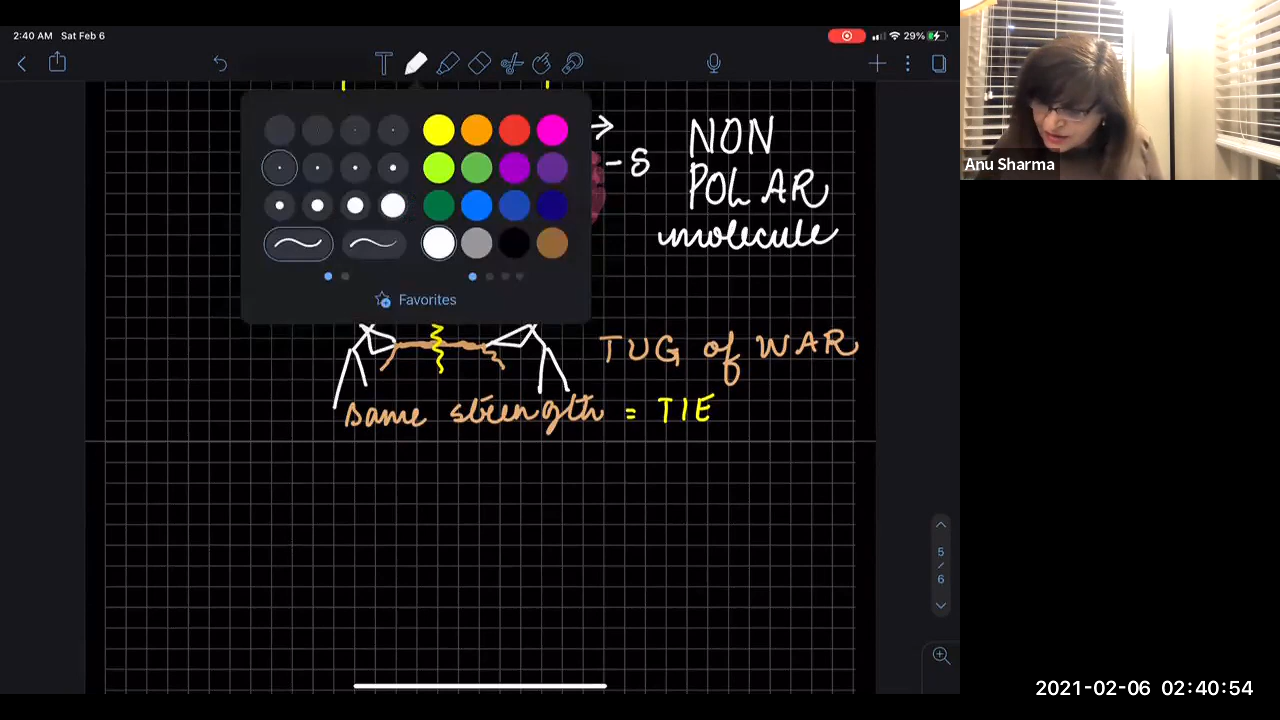 2:40 AM Sat Feb 6
29%
T
NON
- δ
POLAR
Anu Sharma
molecule
Favorites
TUG of WAR
same strength = TIE
5
/
6
2021-02-06 02:40:54